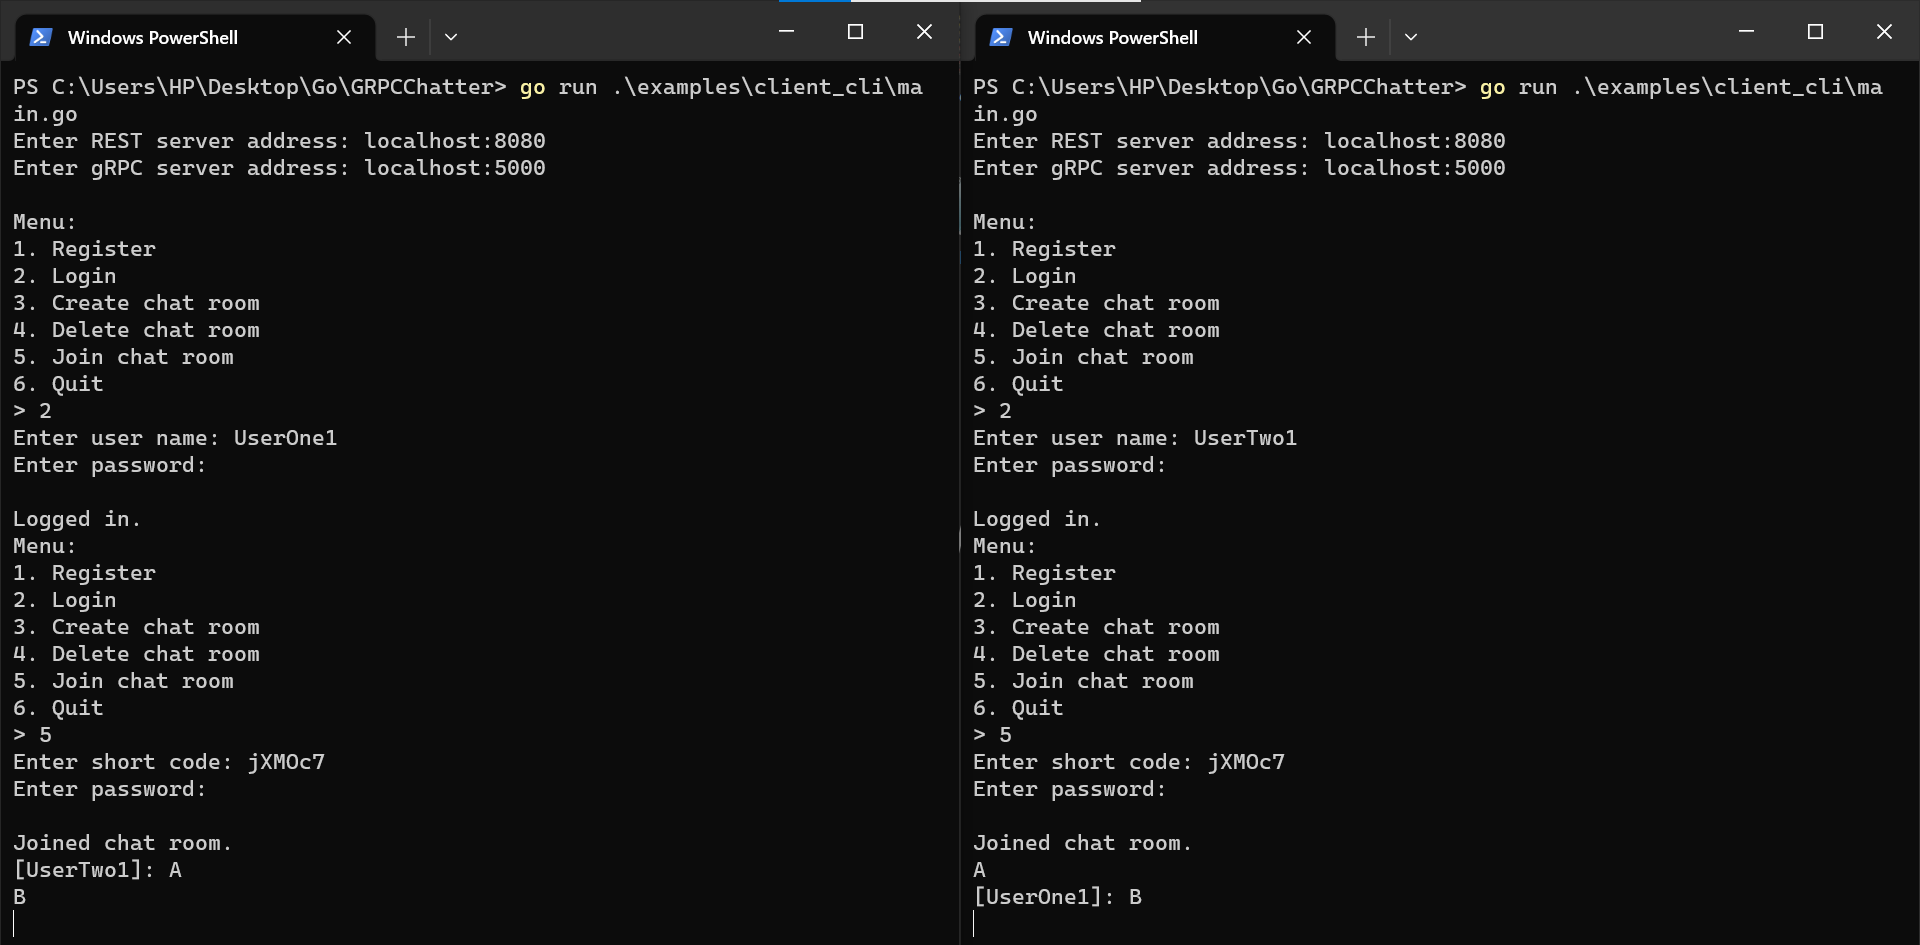 Windows PowerShell
PS C:\Users\HP\Desktop\Go\GRPCChatter> go run .\examples\client_cli\ma
in.go
Enter REST server address: localhost:8080
Enter gRPC server address: localhost:5000
Menu:
1. Register
2. Login
3. Create chat room
4. Delete chat room
5. Join chat room
6. Quit
> 2
Enter user name: UserOne1
Enter password:
Logged in.
Menu:
1. Register
2. Login
3. Create chat room
4. Delete chat room
5. Join chat room
6. Quit
> 5
Enter short code: jXMOc7
Enter password:
Joined chat room.
[UserTwo1]: A
B
Windows PowerShell
PS C:\Users\HP\Desktop\Go\GRPCChatter> go run .\examples\client_cli\ma
in.go
Enter REST server address: localhost:8080
Enter gRPC server address: localhost:5000
Menu:
1. Register
2. Login
3. Create chat room
4. Delete chat room
5. Join chat room
6. Quit
> 2
Enter user name: UserTwo1
Enter password:
Logged in.
Menu:
1. Register
2. Login
3. Create chat room
4. Delete chat room
5. Join chat room
6. Quit
> 5
Enter short code: jXMOc7
Enter password:
Joined chat room.
A
[UserOne1]: B